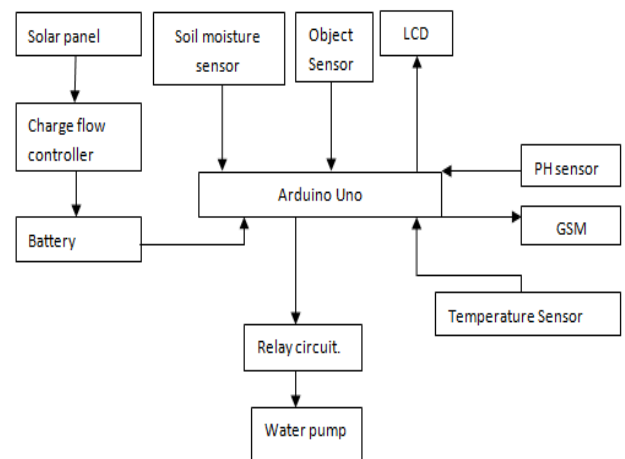 Solar panel
Soil moisture
sensor
Object
Sensor
LCD
Charge flow
controller
PH sensor
Arduino Uno
GSM
Battery
Temperature Sensor
Relay circuit.
Water pump